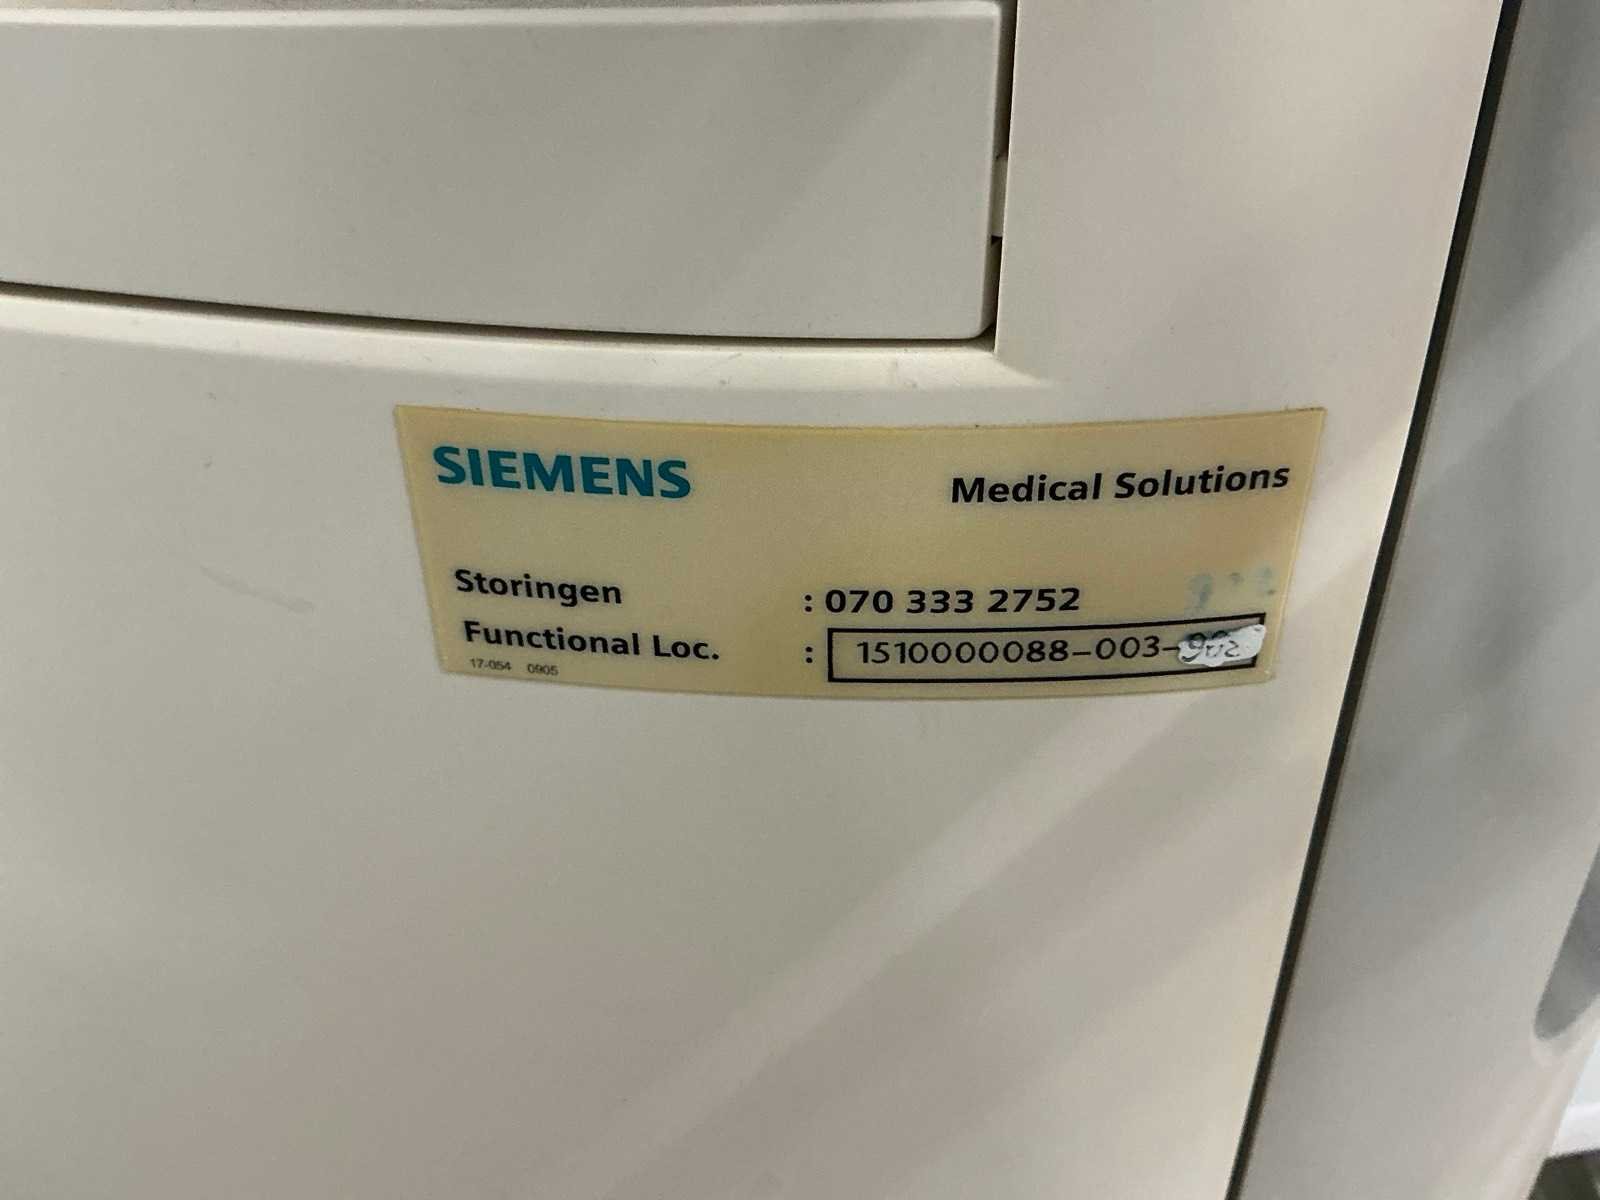 SIEMENS
Medical Solutions
Storingen : 070 333 2752
Functional Loc. : 1510000088-003-
17-054 0905